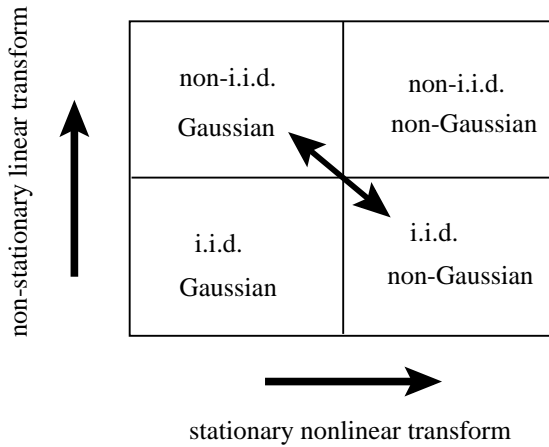 non-stationary linear transform
non-i.i.d.
Gaussian
non-i.i.d.
non-Gaussian
i.i.d.
Gaussian
i.i.d.
non-Gaussian
stationary nonlinear transform